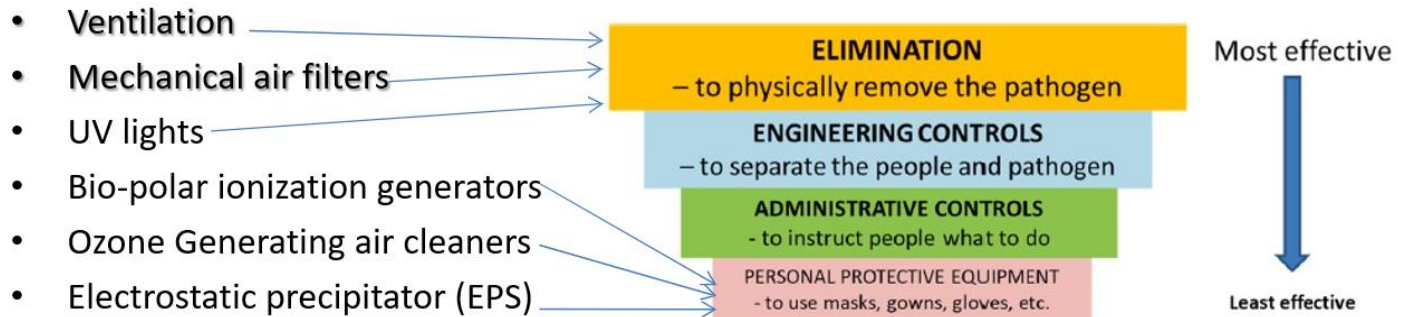 • Ventilation
• Mechanical air filters
• UV lights
• Bio-polar ionization generators
• Ozone Generating air cleaners
• Electrostatic precipitator (EPS)
ELIMINATION
– to physically remove the pathogen
ENGINEERING CONTROLS
– to separate the people and pathogen
ADMINISTRATIVE CONTROLS
- to instruct people what to do
PERSONAL PROTECTIVE EQUIPMENT
- to use masks, gowns, gloves, etc.
Most effective
Least effective